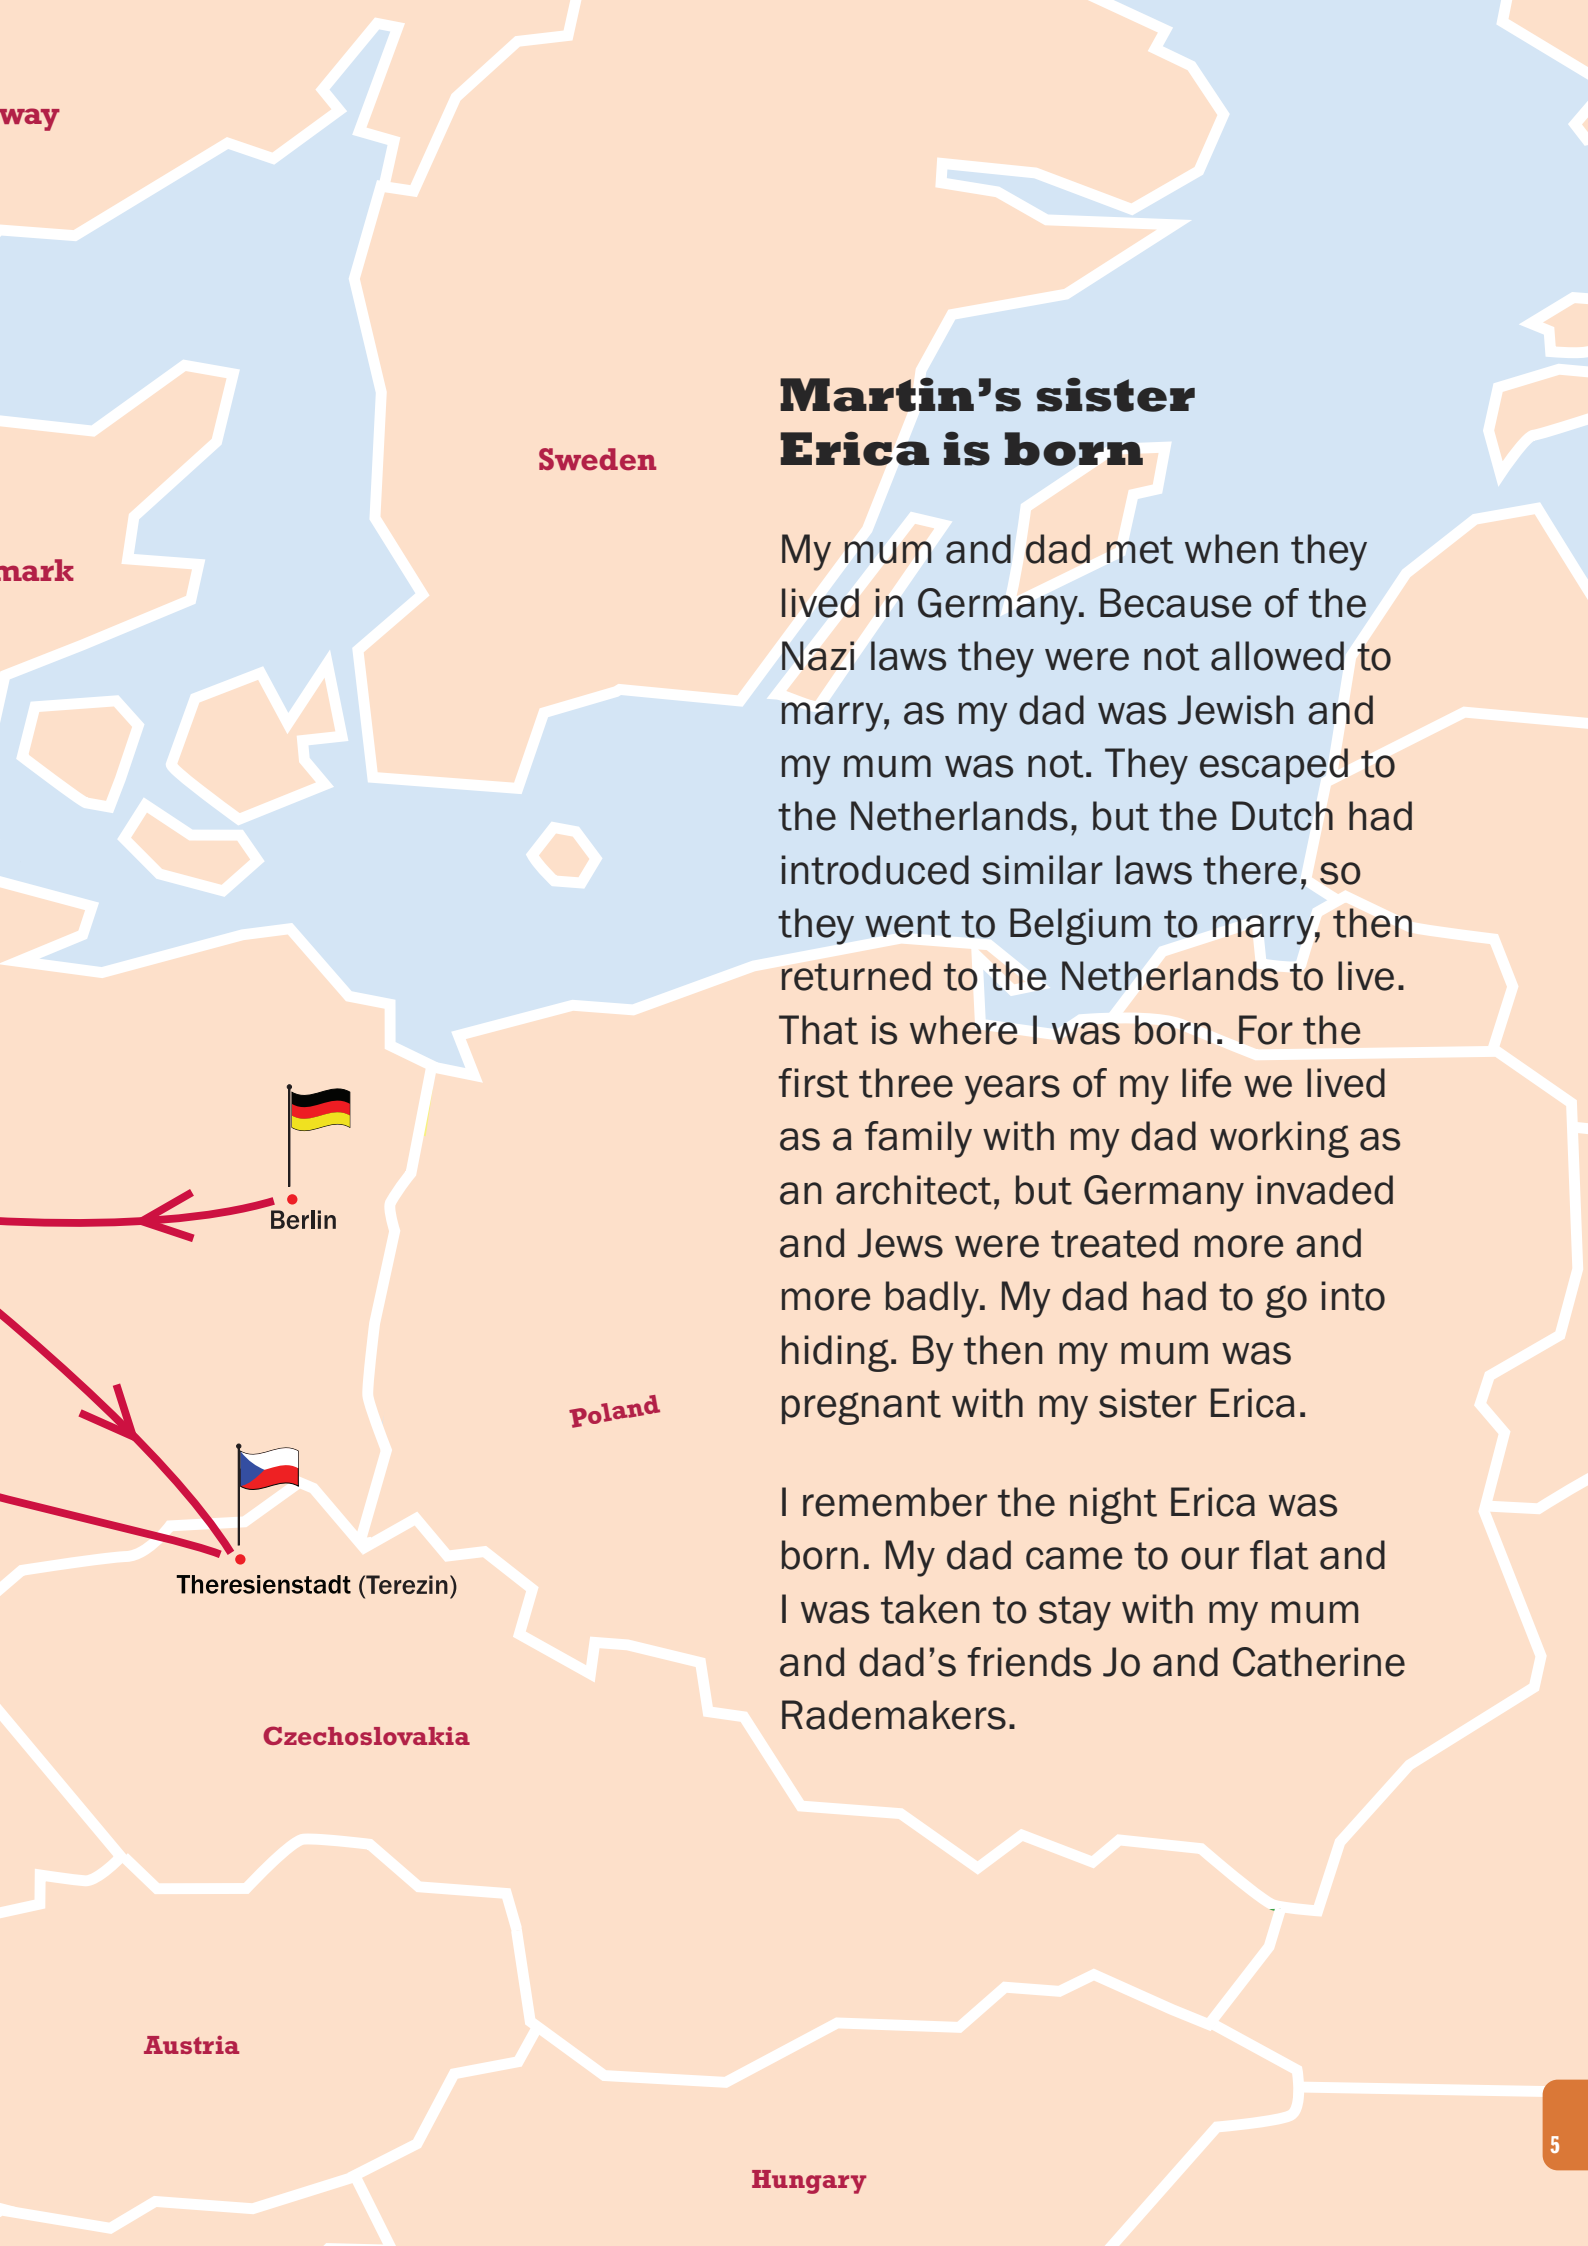 way
Sweden
mark
Martin's sister
Erica is born
My mum and dad met when they
lived in Germany. Because of the
Nazi laws they were not allowed to
marry, as my dad was Jewish and
my mum was not. They escaped to
the Netherlands, but the Dutch had
introduced similar laws there, so
they went to Belgium to marry, then
returned to the Netherlands to live.
That is where I was born. For the
first three years of my life we lived
as a family with my dad working as
an architect, but Germany invaded
and Jews were treated more and
more badly. My dad had to go into
hiding. By then my mum was
pregnant with my sister Erica.
I remember the night Erica was
born. My dad came to our flat and
I was taken to stay with my mum
and dad's friends Jo and Catherine
Rademakers.
Berlin
Poland
Theresienstadt (Terezin)
Czechoslovakia
Austria
Hungary
5